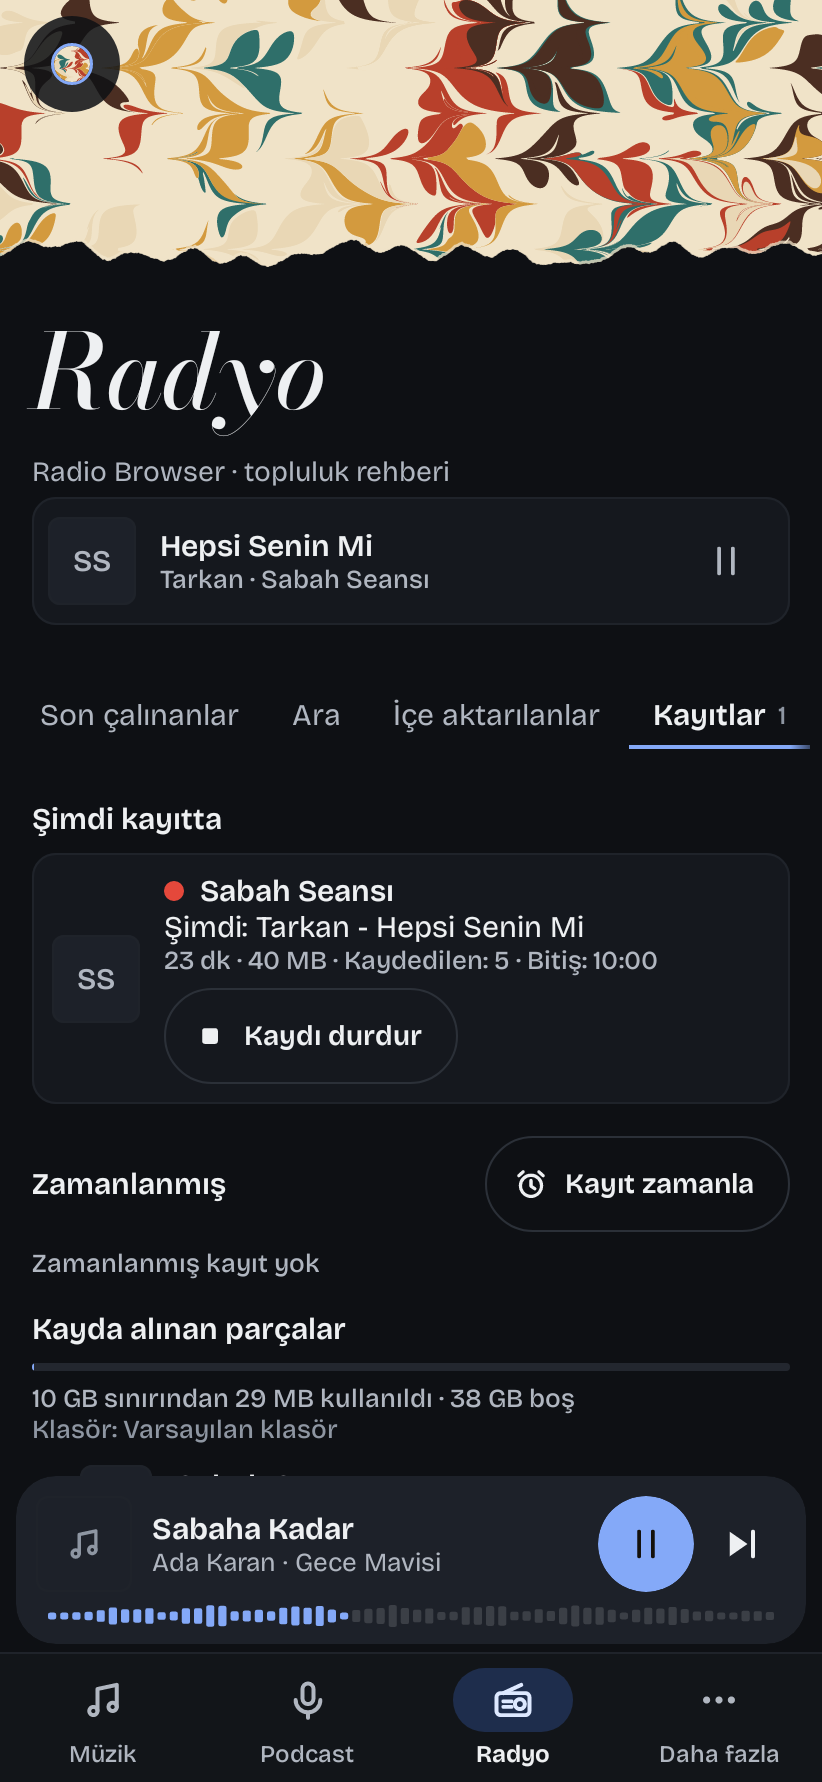 Radyo
Radio Browser · topluluk rehberi
SS
Hepsi Senin Mi
Tarkan · Sabah Seansı
Son çalınanlar
Ara
İçe aktarılanlar
Kayıtlar 1
Şimdi kayıtta
SS
Sabah Seansı
Şimdi: Tarkan - Hepsi Senin Mi
23 dk · 40 MB · Kaydedilen: 5 · Bitiş: 10:00
Kaydı durdur
Zamanlanmış
Kayıt zamanla
Zamanlanmış kayıt yok
Kayda alınan parçalar
10 GB sınırından 29 MB kullanıldı · 38 GB boş
Klasör: Varsayılan klasör
Sabaha Kadar
Ada Karan · Gece Mavisi
Müzik
Podcast
Radyo
Daha fazla